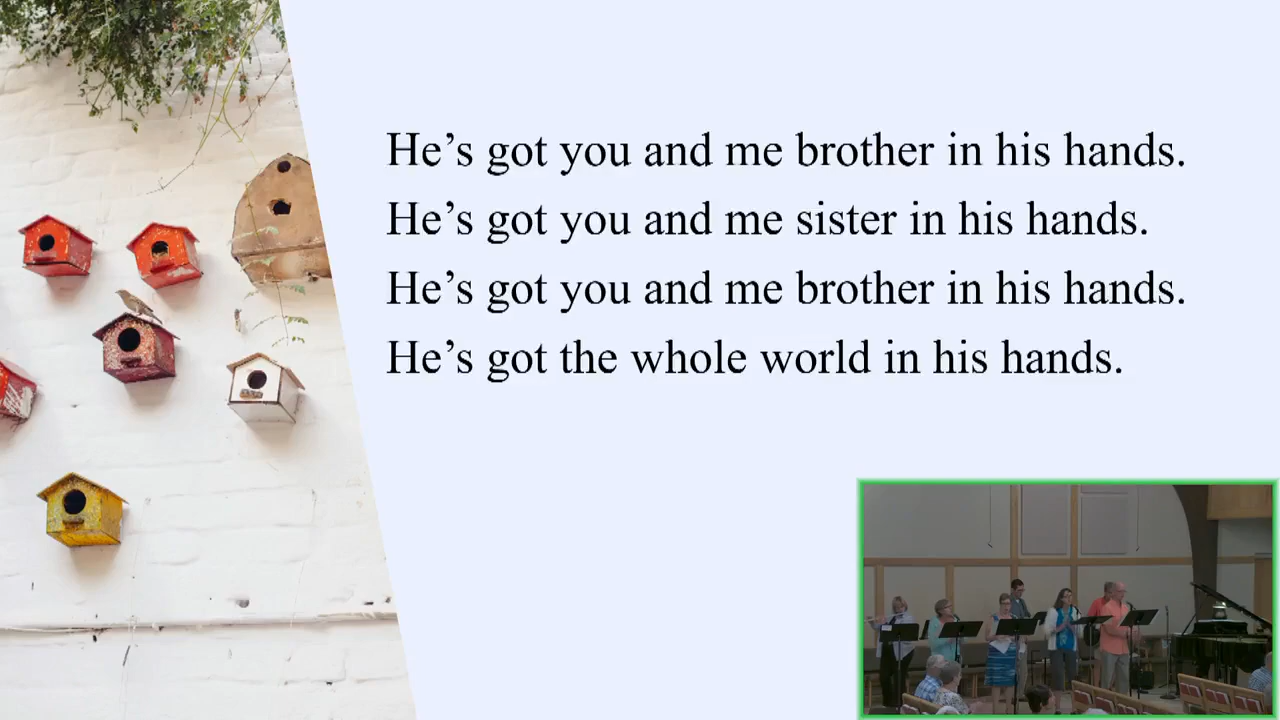 He’s got you and me brother in his hands.
He’s got you and me sister in his hands.
He’s got you and me brother in his hands.
He’s got the whole world in his hands.